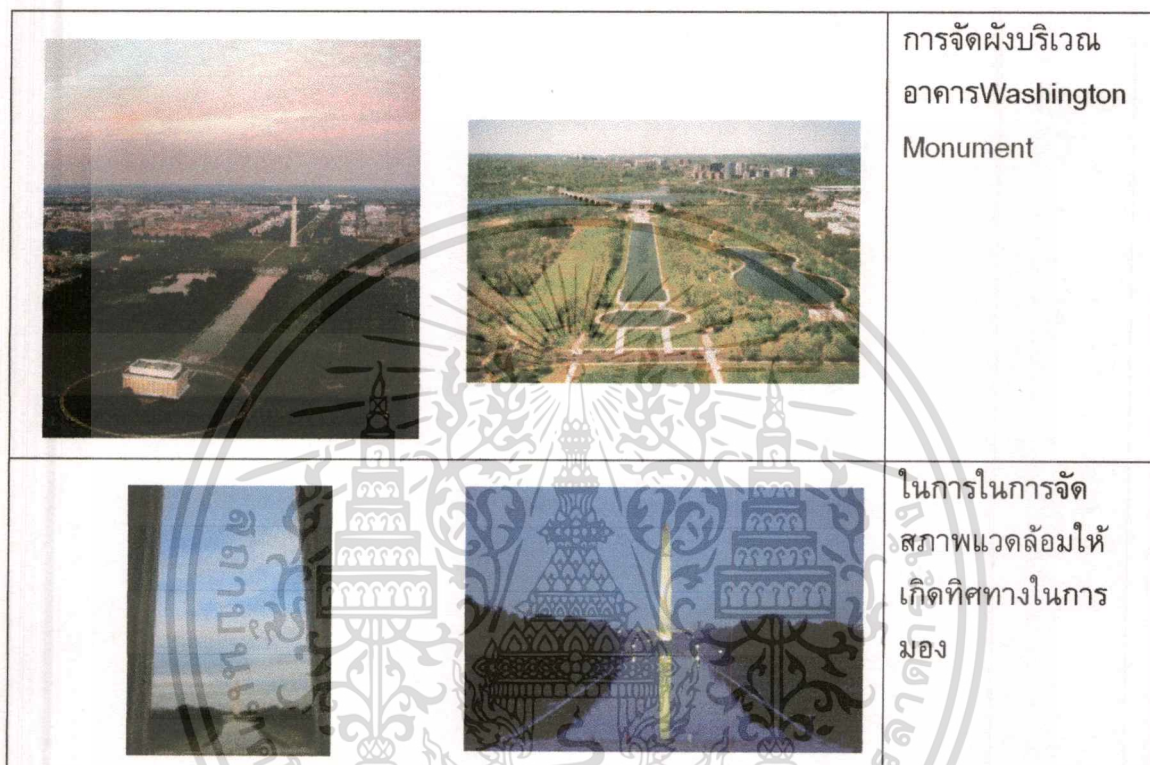 การจัดผังบริเวณ
อาคารWashington
Monument
ในการในการจัด
สภาพแวดล้อมให้
เกิดทิศทางในการ
มอง